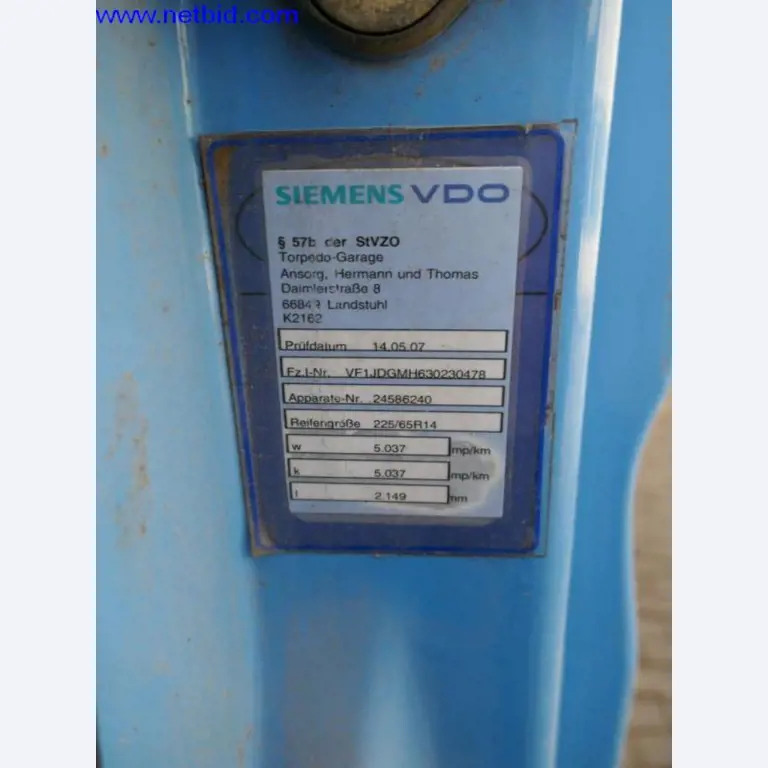 www.netbid.com
SIEMENS VDO
§ 57b der StVZO
Torpedo-Garage
Ansorg, Hermann und Thomas
Daimlerstraße 8
66849 Landstuhl
K2162
Prüfdatum 14.05.07
Fz.I-Nr. VF1JDGMH630230478
Apparate-Nr. 24586240
Reifengröße 225/65R14
w 5.037 mp/km
k 5.037 mp/km
l 2.149 mm